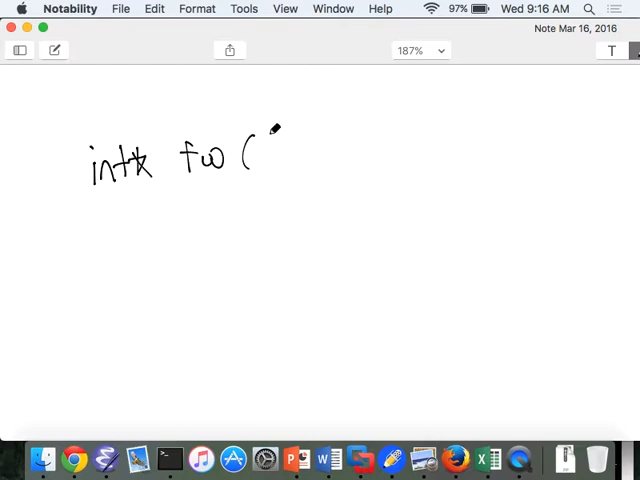 Notability File Edit Format Tools View Window Help 97% Wed 9:16 AM
Note Mar 16, 2016
187% T
int* foo (